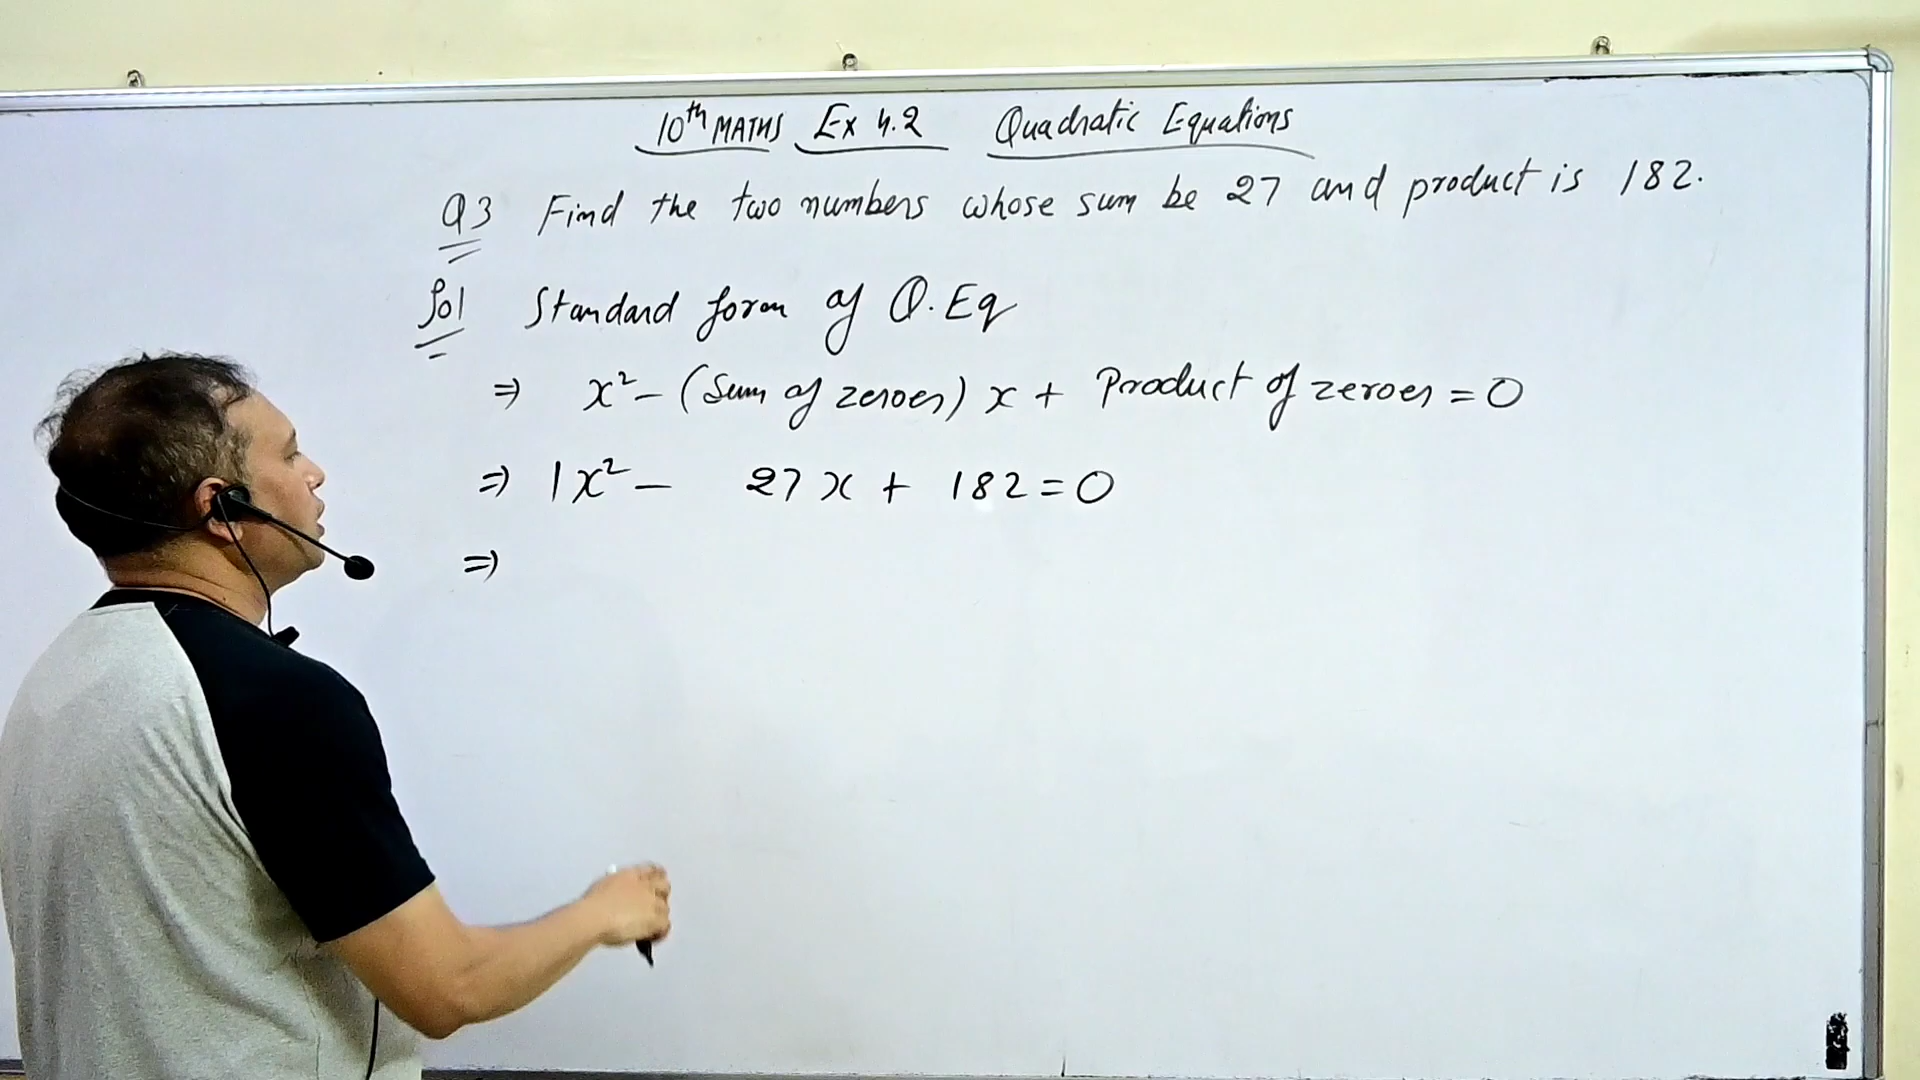 10th MATHS Ex 4.2 Quadratic Equations
Q3 Find the two numbers whose sum be 27 and product is 182.
Sol Standard form of Q.Eq
⇒ x² - (Sum of zeroes) x + Product of zeroes = 0
⇒ 1x² - 27x + 182 = 0
⇒